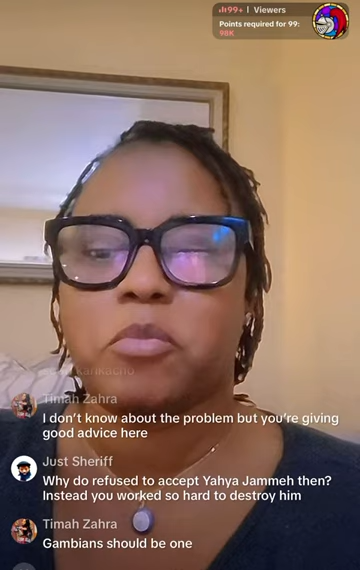 99+ | Viewers
Points required for 99:
98K
karikacho
Timah Zahra
I don't know about the problem but you're giving
good advice here
Just Sheriff
Why do refused to accept Yahya Jammeh then?
Instead you worked so hard to destroy him
Timah Zahra
Gambians should be one